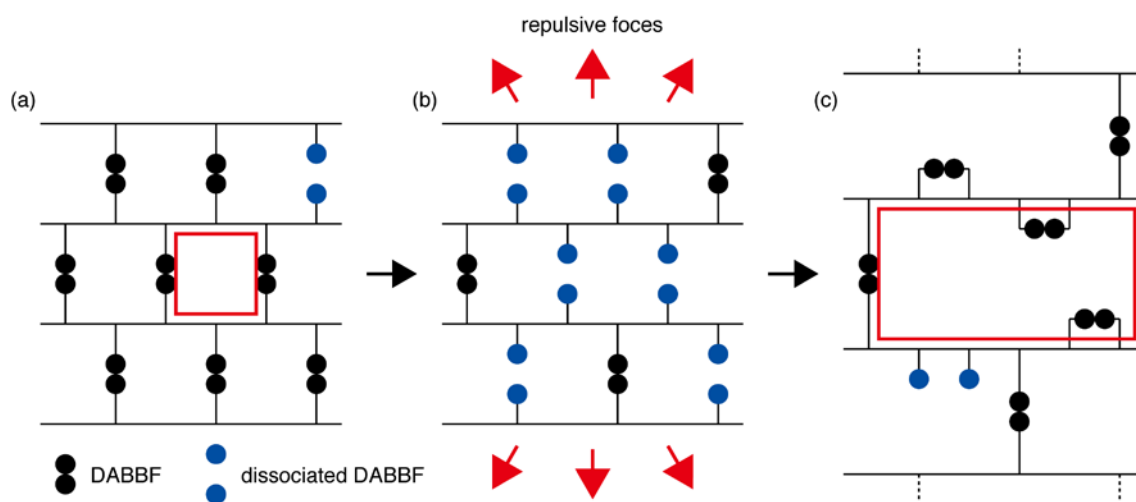 repulsive foces
(a)
(b)
(c)
DABBF
dissociated DABBF